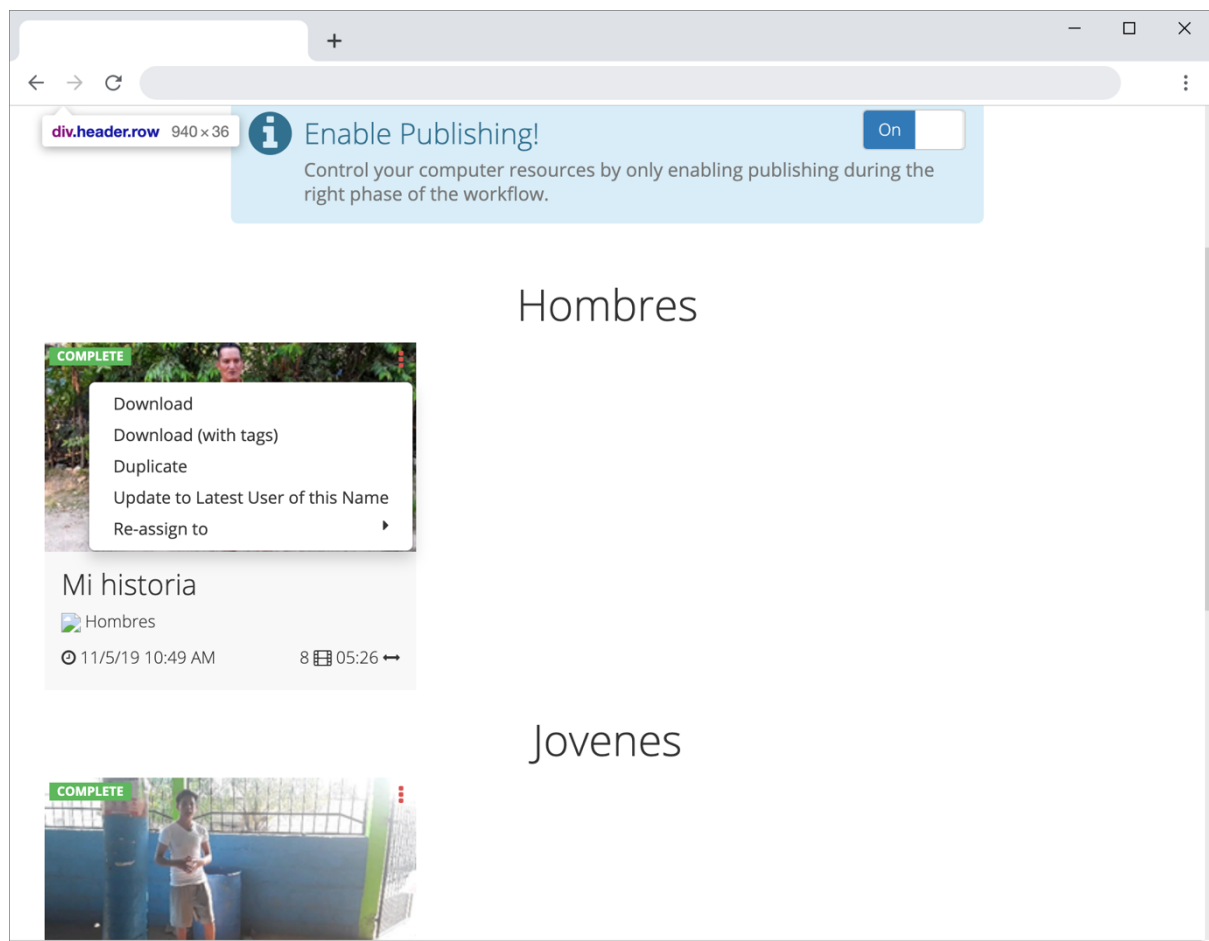 div.header.row 940 × 36
Enable Publishing!
On
Control your computer resources by only enabling publishing during the
right phase of the workflow.
Hombres
COMPLETE
Download
Download (with tags)
Duplicate
Update to Latest User of this Name
Re-assign to
Mi historia
Hombres
11/5/19 10:49 AM
8 05:26
Jovenes
COMPLETE